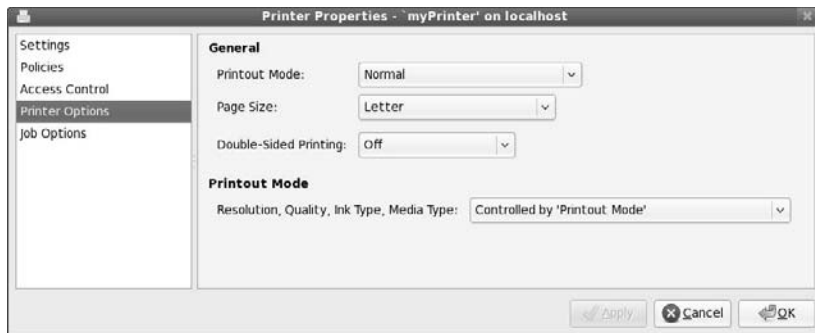 Printer Properties - `myPrinter' on localhost
Settings
Policies
Access Control
Printer Options
Job Options
General
Printout Mode: Normal
Page Size: Letter
Double-Sided Printing: Off
Printout Mode
Resolution, Quality, Ink Type, Media Type: Controlled by 'Printout Mode'
Apply Cancel OK